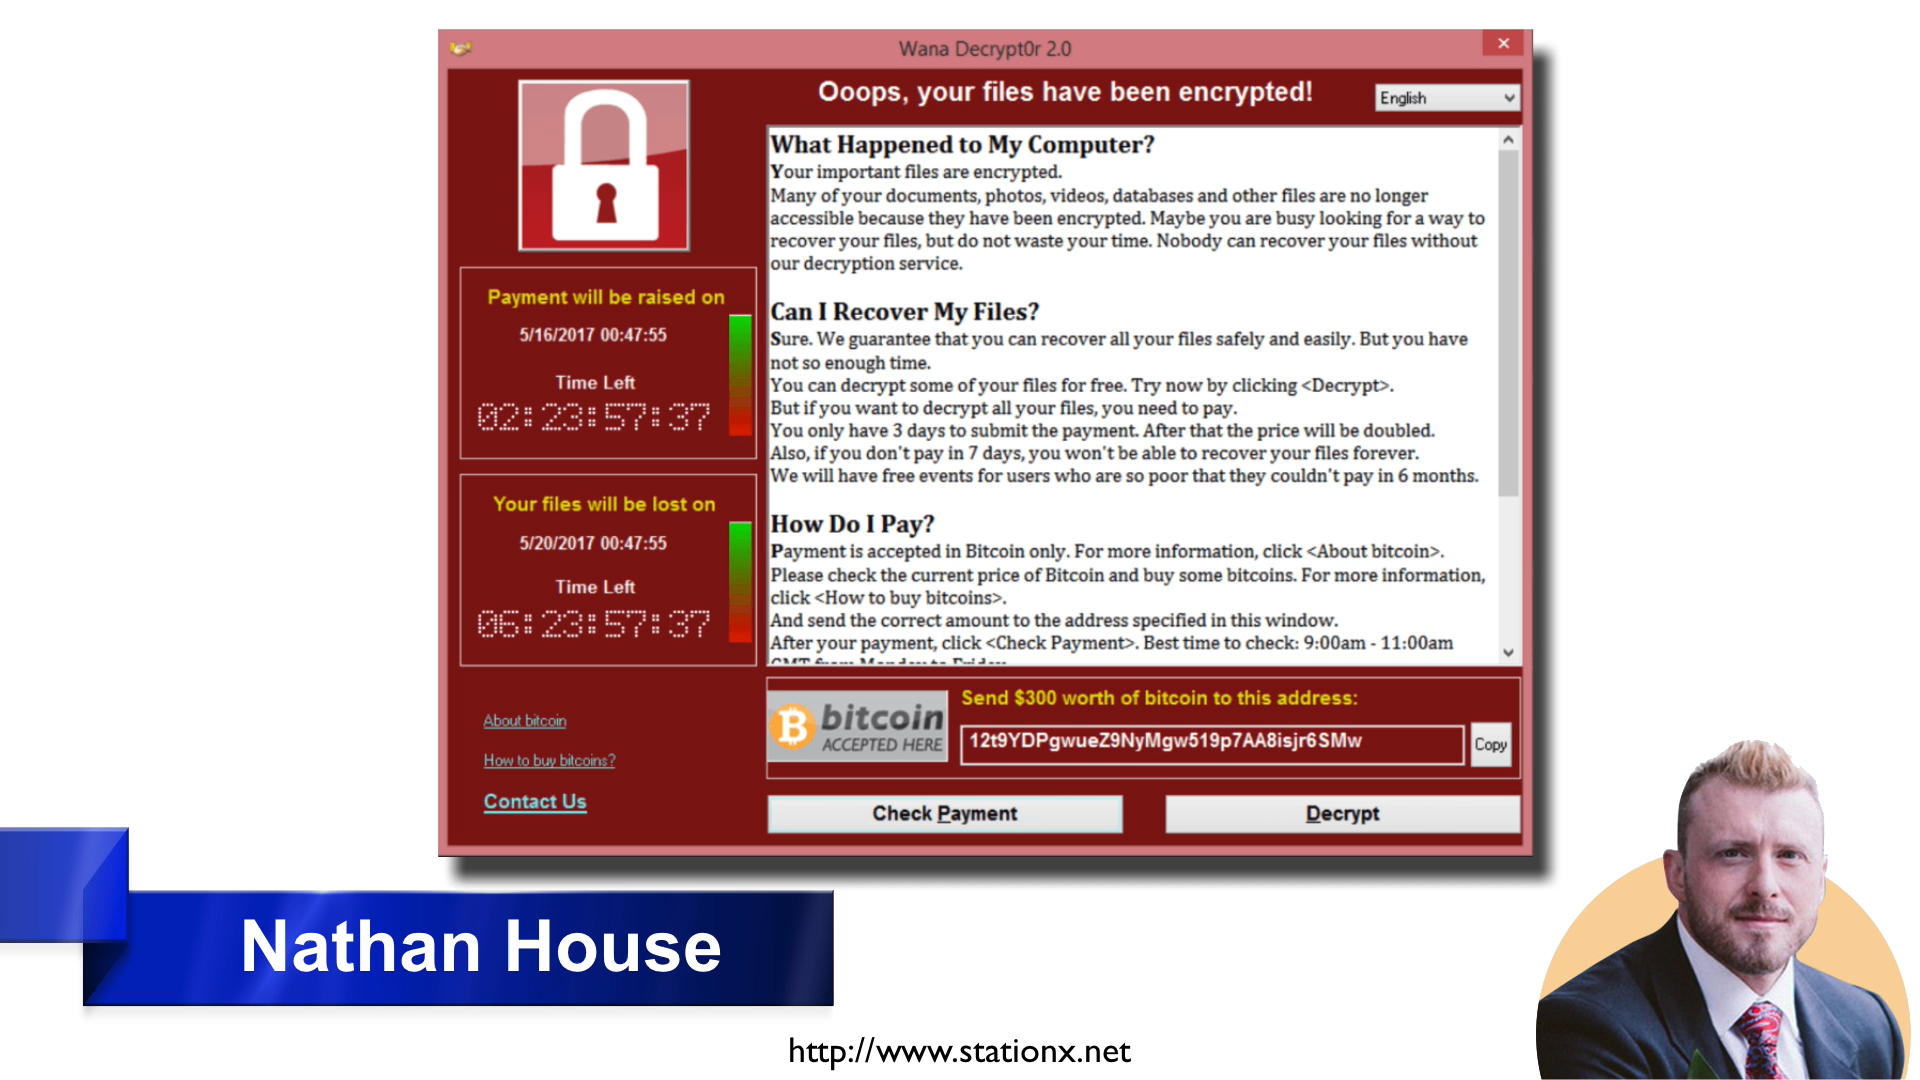 Wana Decrypt0r 2.0
Ooops, your files have been encrypted!
English
Payment will be raised on
5/16/2017 00:47:55
Time Left
02:23:57:37
Your files will be lost on
5/20/2017 00:47:55
Time Left
06:23:57:37
About bitcoin
How to buy bitcoins?
Contact Us
What Happened to My Computer?
Your important files are encrypted.
Many of your documents, photos, videos, databases and other files are no longer
accessible because they have been encrypted. Maybe you are busy looking for a way to
recover your files, but do not waste your time. Nobody can recover your files without
our decryption service.
Can I Recover My Files?
Sure. We guarantee that you can recover all your files safely and easily. But you have
not so enough time.
You can decrypt some of your files for free. Try now by clicking <Decrypt>.
But if you want to decrypt all your files, you need to pay.
You only have 3 days to submit the payment. After that the price will be doubled.
Also, if you don't pay in 7 days, you won't be able to recover your files forever.
We will have free events for users who are so poor that they couldn't pay in 6 months.
How Do I Pay?
Payment is accepted in Bitcoin only. For more information, click <About bitcoin>.
Please check the current price of Bitcoin and buy some bitcoins. For more information,
click <How to buy bitcoins>.
And send the correct amount to the address specified in this window.
After your payment, click <Check Payment>. Best time to check: 9:00am - 11:00am
GMT from Monday to Friday
bitcoin
ACCEPTED HERE
Send $300 worth of bitcoin to this address:
12t9YDPgwueZ9NyMgw519p7AA8isjr6SMw
Copy
Check Payment
Decrypt
Nathan House
http://www.stationx.net